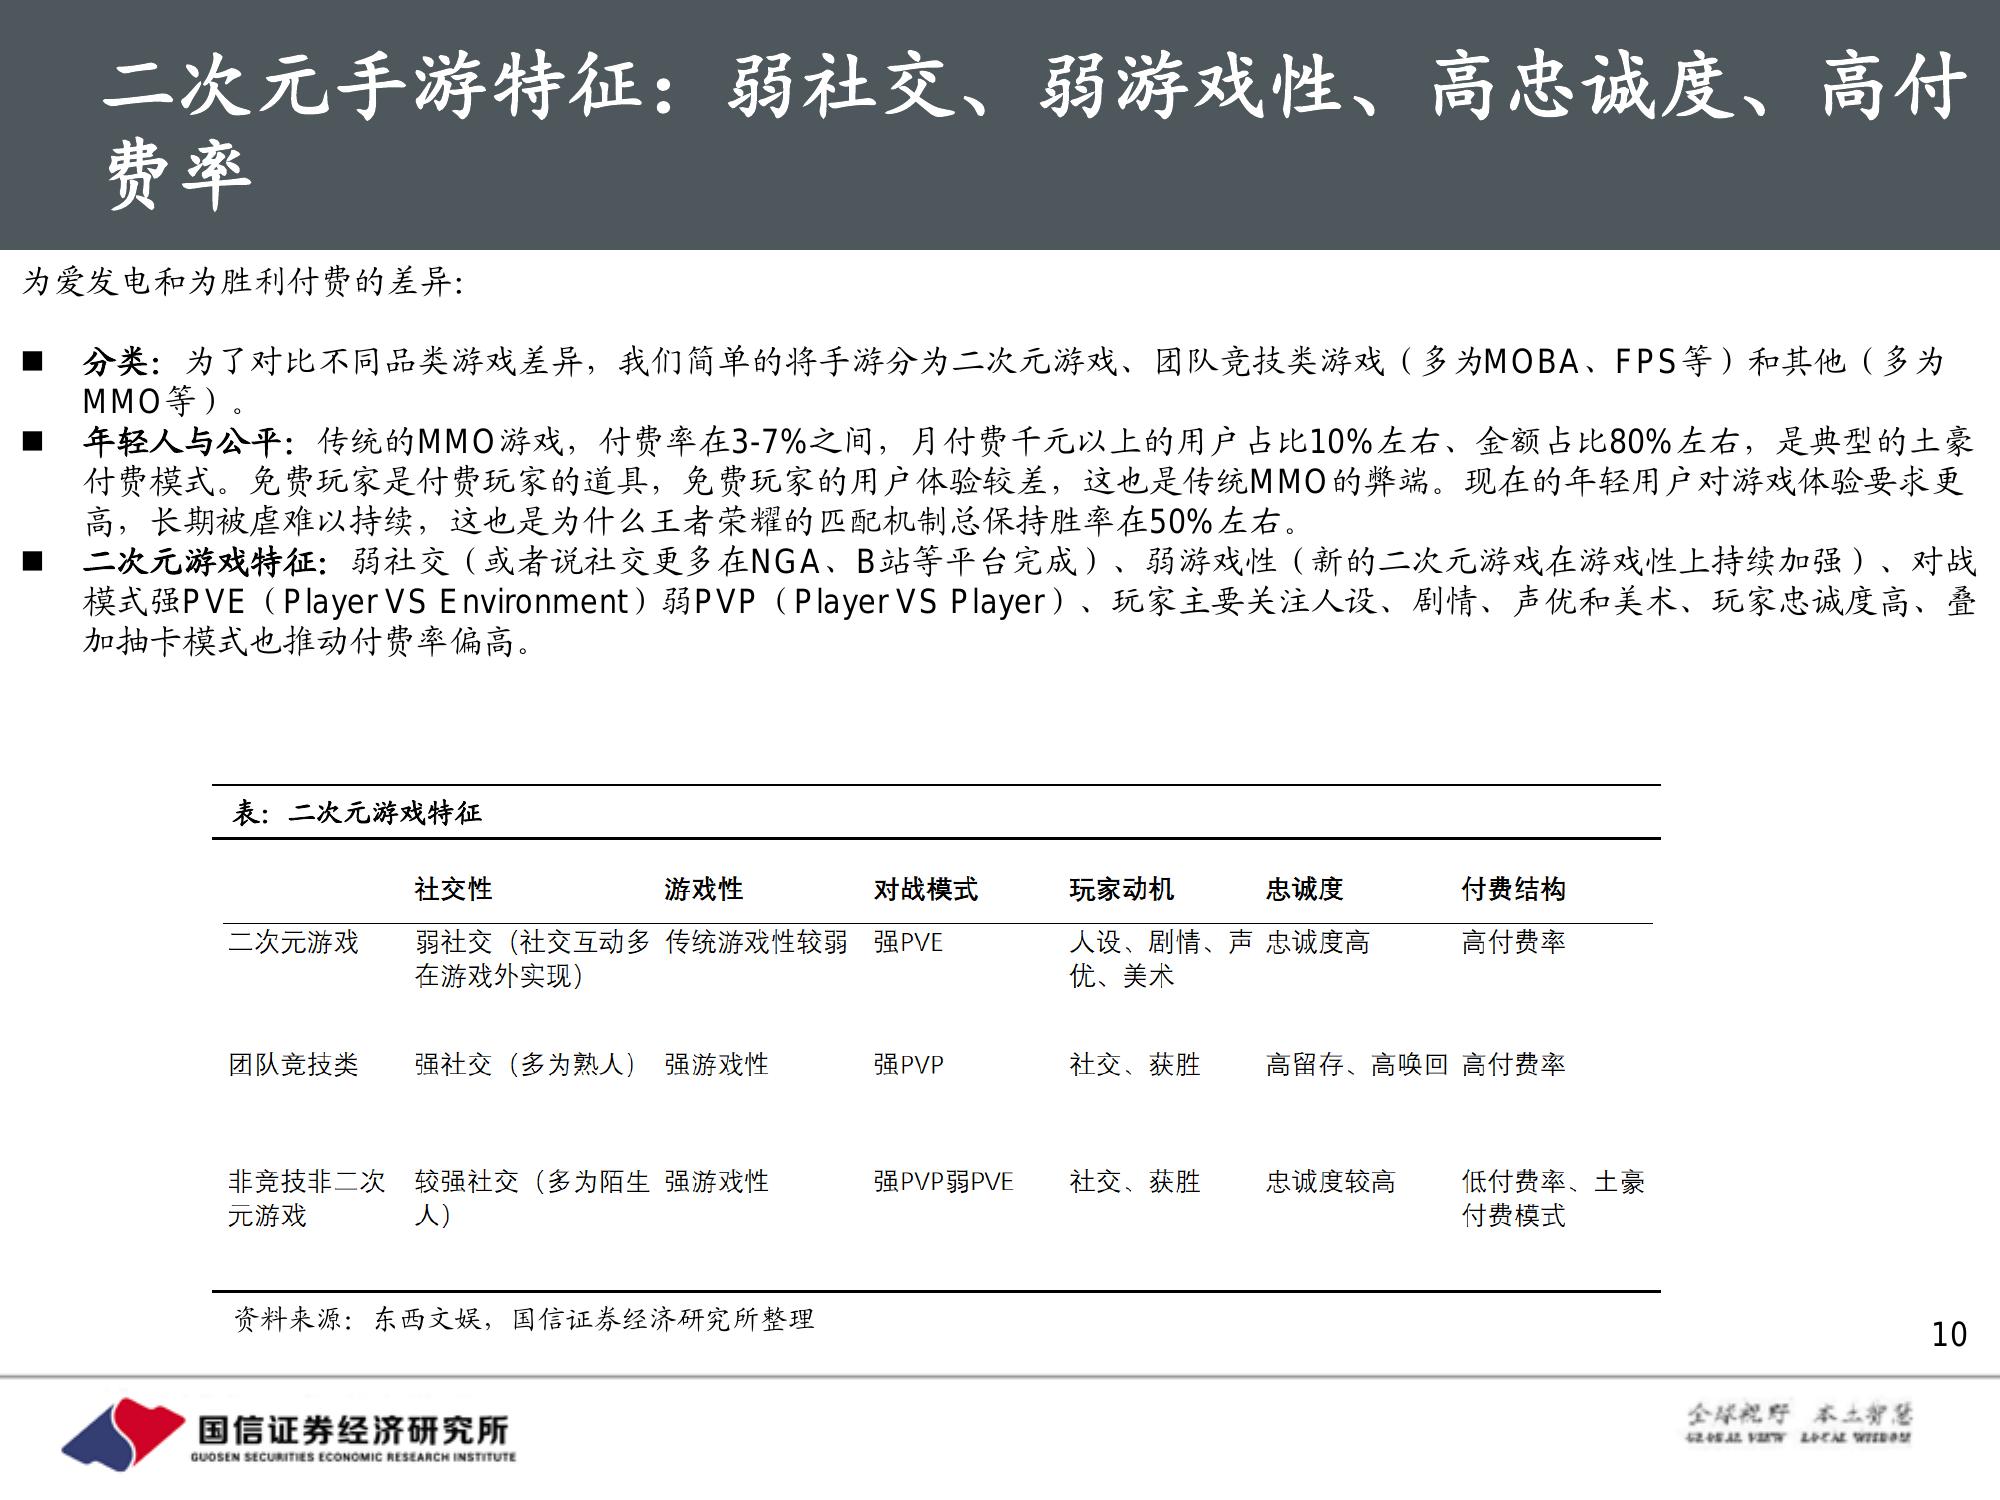 二次元手游特征：弱社交、弱游戏性、高忠诚度、高付
费率
为爱发电和为胜利付费的差异：
■ 分类：为了对比不同品类游戏差异，我们简单的将手游分为二次元游戏、团队竞技类游戏（多为MOBA、FPS等）和其他（多为
MMO等）。
■ 年轻人与公平：传统的MMO游戏，付费率在3-7%之间，月付费千元以上的用户占比10%左右、金额占比80%左右，是典型的土豪
付费模式。免费玩家是付费玩家的道具，免费玩家的用户体验较差，这也是传统MMO的弊端。现在的年轻用户对游戏体验要求更
高，长期被虐难以持续，这也是为什么王者荣耀的匹配机制总保持胜率在50%左右。
■ 二次元游戏特征：弱社交（或者说社交更多在NGA、B站等平台完成）、弱游戏性（新的二次元游戏在游戏性上持续加强）、对战
模式强PVE（Player VS Environment）弱PVP（Player VS Player）、玩家主要关注人设、剧情、声优和美术、玩家忠诚度高、叠
加抽卡模式也推动付费率偏高。
表：二次元游戏特征
社交性 游戏性 对战模式 玩家动机 忠诚度 付费结构
二次元游戏 弱社交（社交互动多 传统游戏性较弱 强PVE 人设、剧情、声 忠诚度高 高付费率
在游戏外实现） 优、美术
团队竞技类 强社交（多为熟人） 强游戏性 强PVP 社交、获胜 高留存、高唤回 高付费率
非竞技非二次 较强社交（多为陌生 强游戏性 强PVP弱PVE 社交、获胜 忠诚度较高 低付费率、土豪
元游戏 人） 付费模式
资料来源：东西文娱，国信证券经济研究所整理
10
国信证券经济研究所
GUOSEN SECURITIES ECONOMIC RESEARCH INSTITUTE
全球视野 本土智慧
GLOBAL VIEW LOCAL WISDOM